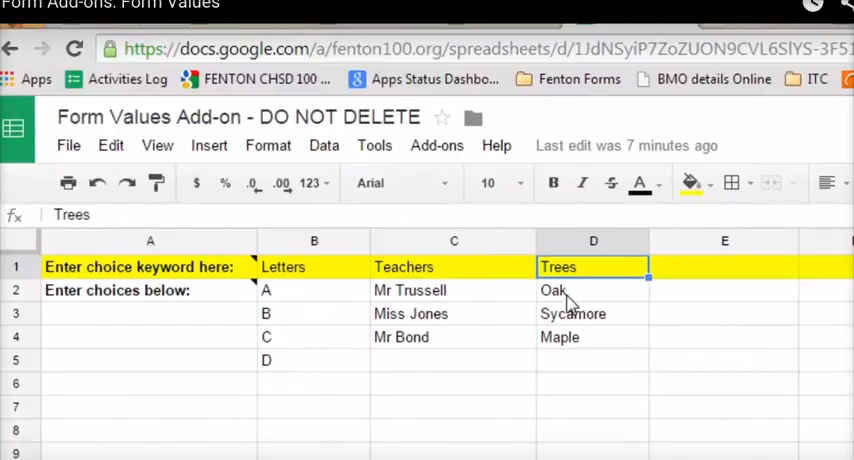 Form Add-ons: Form Values
https://docs.google.com/a/fenton100.org/spreadsheets/d/1JdNSyiP7ZoZUON9CVL6SlYS-3F51
Apps Activities Log FENTON CHSD 100 ... Apps Status Dashbo... Fenton Forms BMO details Online ITC
Form Values Add-on - DO NOT DELETE
File Edit View Insert Format Data Tools Add-ons Help Last edit was 7 minutes ago
$ % .0 .00 123 Arial 10 B I S A
fx Trees
A B C D E
1 Enter choice keyword here: Letters Teachers Trees
2 Enter choices below: A Mr Trussell Oak
3 B Miss Jones Sycamore
4 C Mr Bond Maple
5 D
6
7
8
9